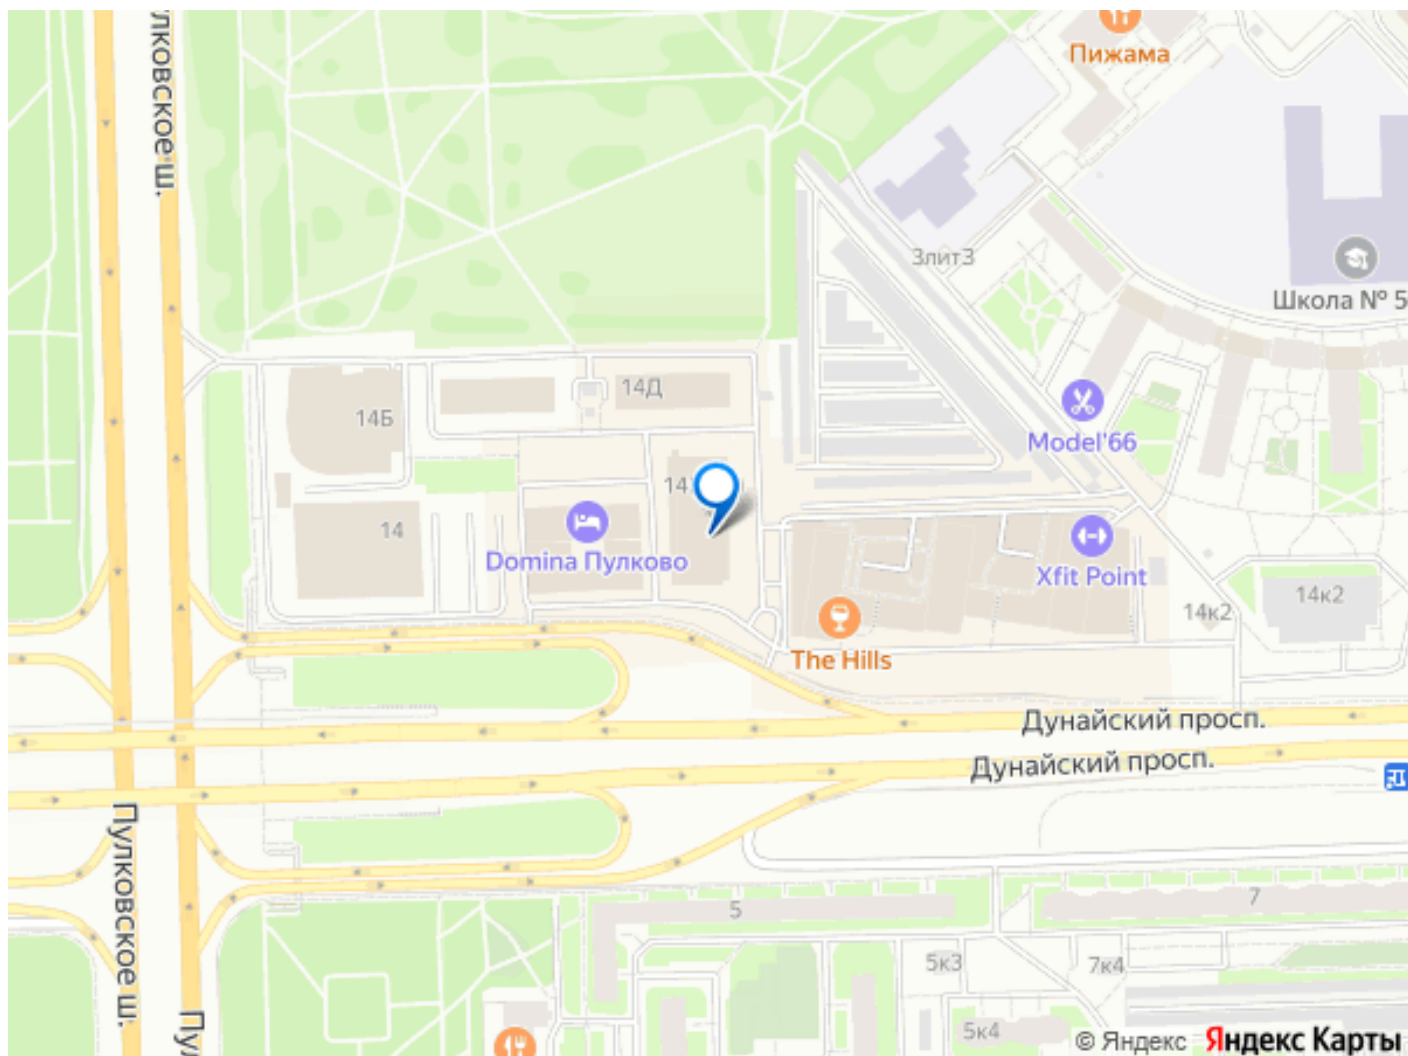 Пулковское ш.
Пижама
3лит3
Школа № 5
14Д
14Б
Model'66
14
14
Domina Пулково
Xfit Point
14к2
14к2
The Hills
Дунайский просп.
Дунайский просп.
Пулковское ш.
5
7
5к3
7к4
5к4
© Яндекс Яндекс Карты